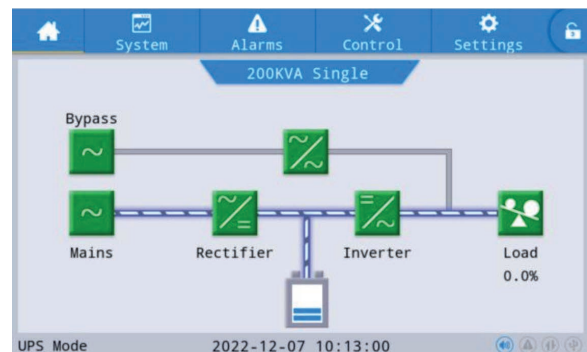 System Alarms Control Settings
200KVA Single
Bypass
Mains Rectifier Inverter Load
0.0%
UPS Mode 2022-12-07 10:13:00